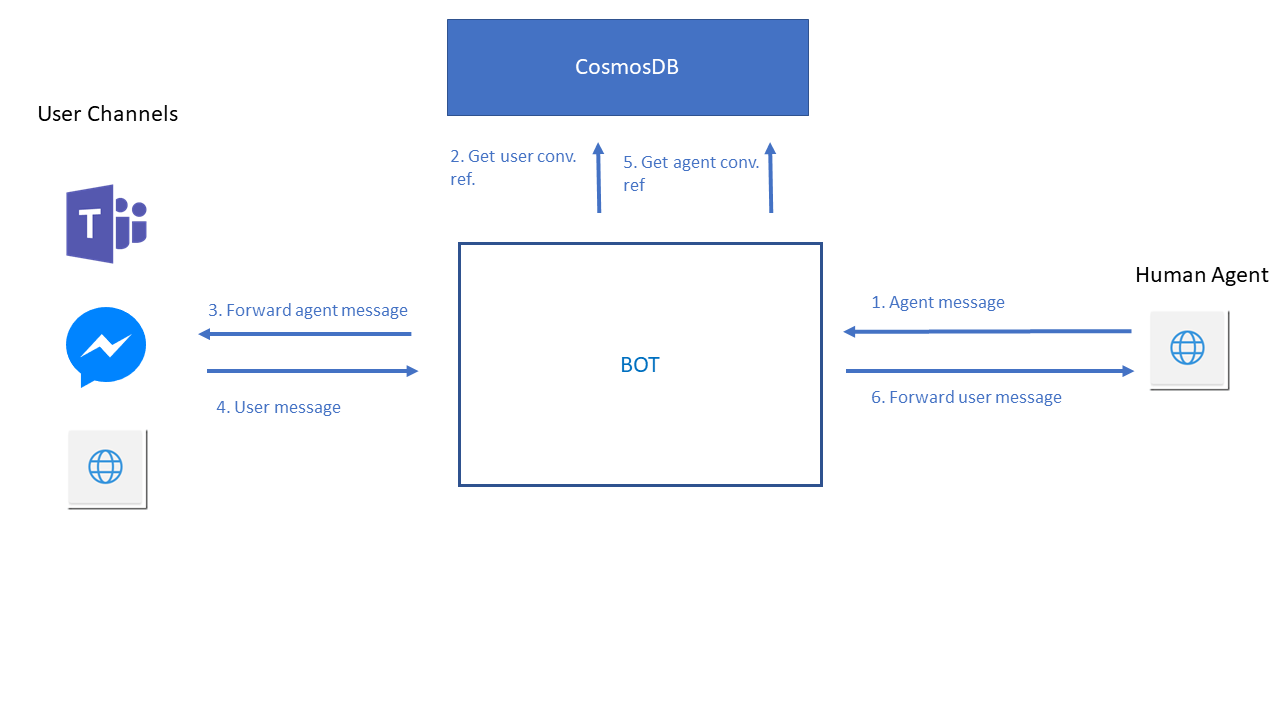 CosmosDB
User Channels
2. Get user conv.
ref.
5. Get agent conv.
ref
T
Human Agent
3. Forward agent message
1. Agent message
BOT
4. User message
6. Forward user message